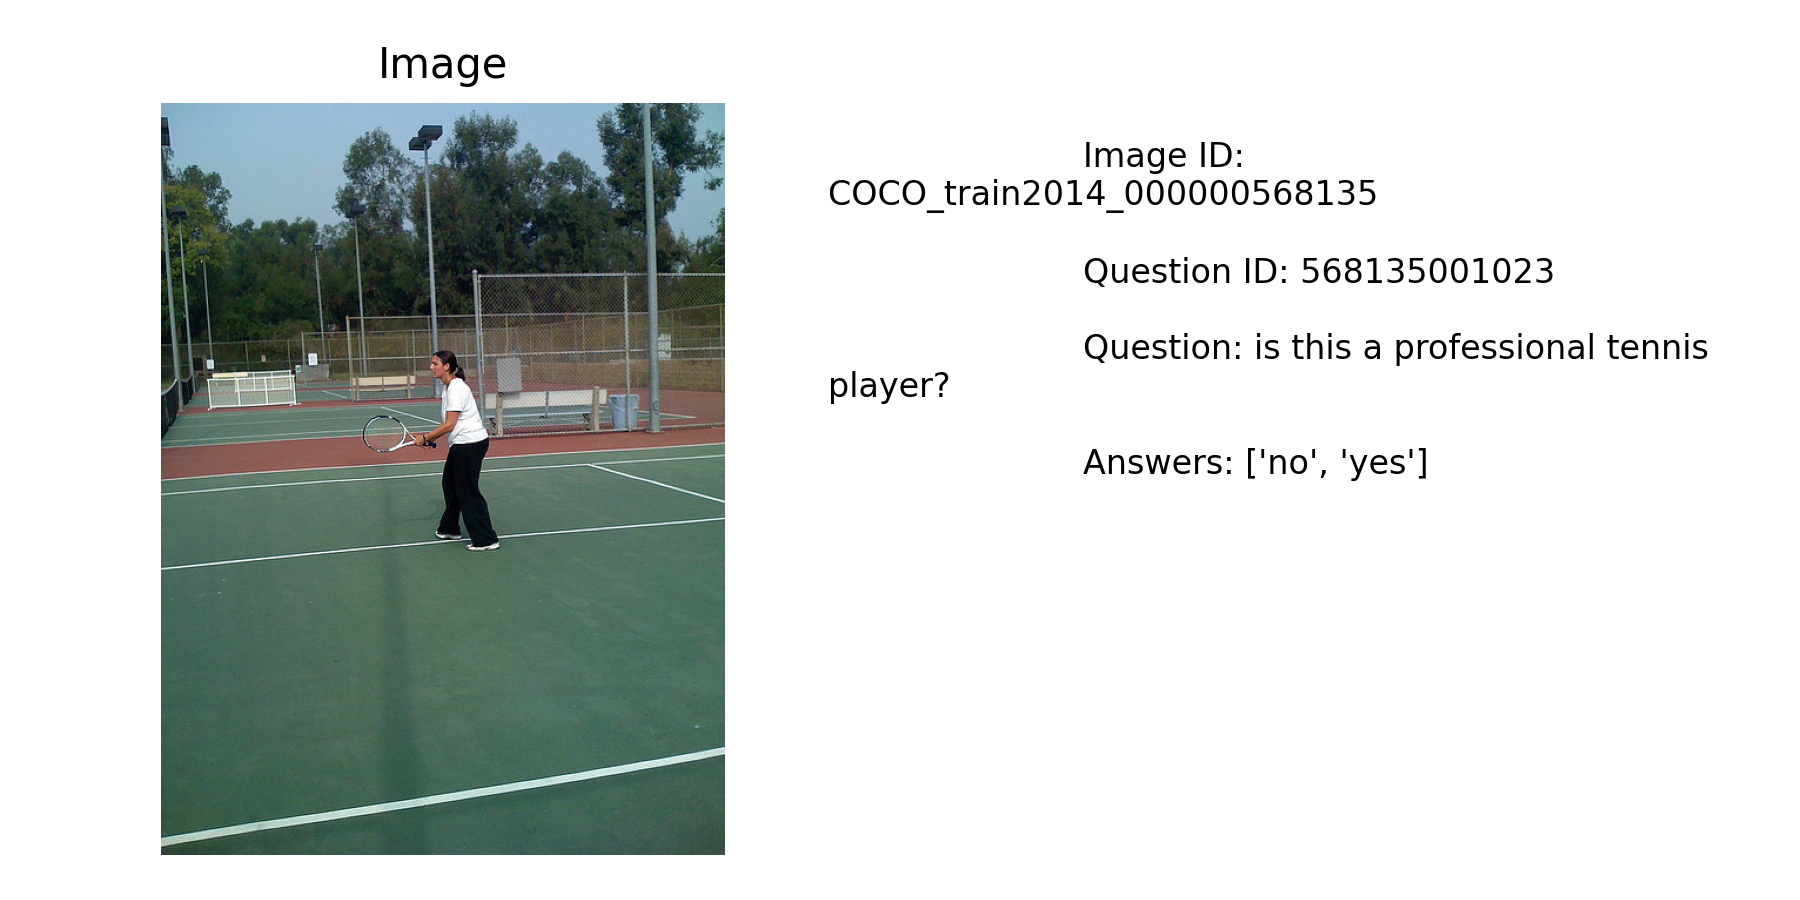 Image
Image ID:
COCO_train2014_000000568135
Question ID: 568135001023
Question: is this a professional tennis
player?
Answers: ['no', 'yes']